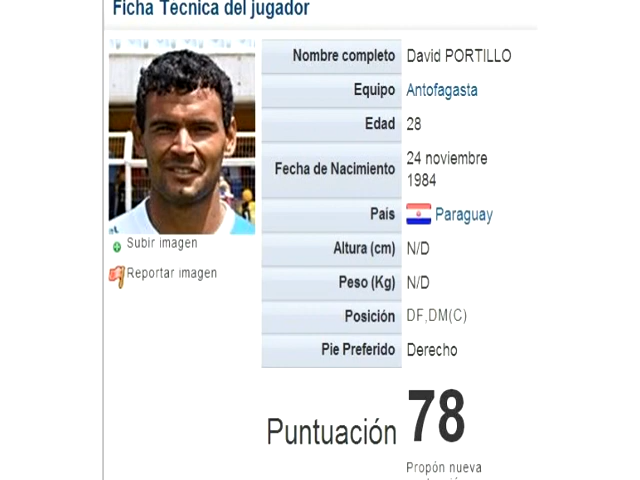 Ficha Tecnica del jugador
Nombre completo David PORTILLO
Equipo Antofagasta
Edad 28
Fecha de Nacimiento 24 noviembre
1984
País Paraguay
Altura (cm) N/D
Peso (Kg) N/D
Posición DF,DM(C)
Pie Preferido Derecho
Subir imagen
Reportar imagen
Puntuación 78
Propón nueva